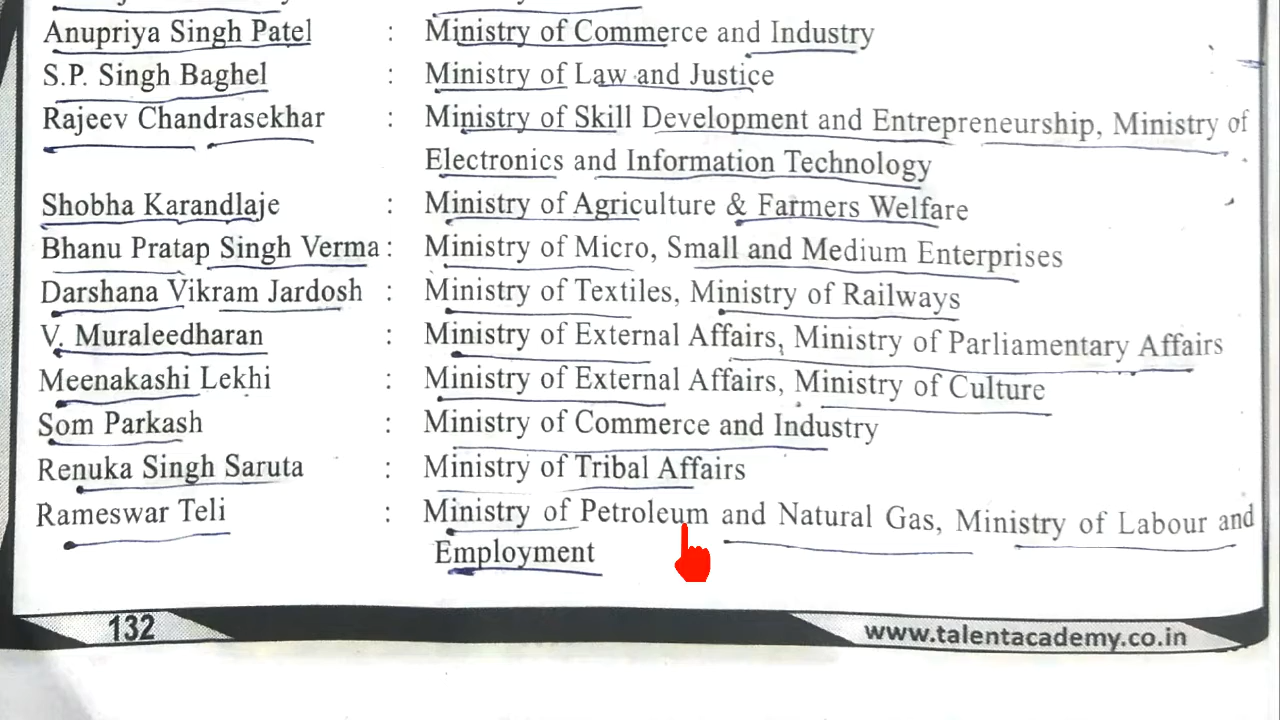 Anupriya Singh Patel : Ministry of Commerce and Industry
S.P. Singh Baghel : Ministry of Law and Justice
Rajeev Chandrasekhar : Ministry of Skill Development and Entrepreneurship, Ministry of
Electronics and Information Technology
Shobha Karandlaje : Ministry of Agriculture & Farmers Welfare
Bhanu Pratap Singh Verma : Ministry of Micro, Small and Medium Enterprises
Darshana Vikram Jardosh : Ministry of Textiles, Ministry of Railways
V. Muraleedharan : Ministry of External Affairs, Ministry of Parliamentary Affairs
Meenakashi Lekhi : Ministry of External Affairs, Ministry of Culture
Som Parkash : Ministry of Commerce and Industry
Renuka Singh Saruta : Ministry of Tribal Affairs
Rameswar Teli : Ministry of Petroleum and Natural Gas, Ministry of Labour and
Employment
132 www.talentacademy.co.in